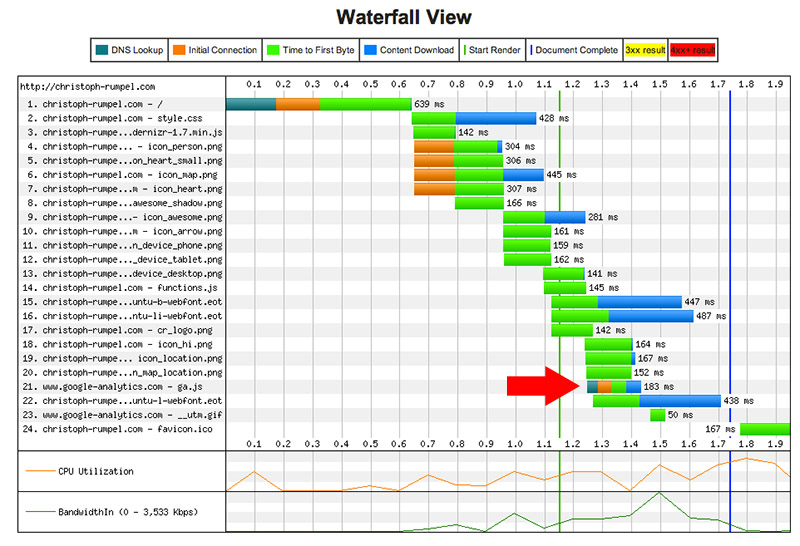 Waterfall View
DNS Lookup Initial Connection Time to First Byte Content Download Start Render Document Complete 3xx result 4xx+ result
http://christoph-rumpel.com 0.1 0.2 0.3 0.4 0.5 0.6 0.7 0.8 0.9 1.0 1.1 1.2 1.3 1.4 1.5 1.6 1.7 1.8 1.9
1. christoph-rumpel.com - / 639 ms
2. christoph-rumpel.com - style.css 428 ms
3. christoph-rumpe...dernizr-1.7.min.js 142 ms
4. christoph-rumpe... - icon_person.png 304 ms
5. christoph-rumpe...on_heart_small.png 306 ms
6. christoph-rumpel.com - icon_map.png 445 ms
7. christoph-rumpe...m - icon_heart.png 307 ms
8. christoph-rumpe...awesome_shadow.png 166 ms
9. christoph-rumpe...- icon_awesome.png 281 ms
10. christoph-rumpe...m - icon_arrow.png 161 ms
11. christoph-rumpe...n_device_phone.png 159 ms
12. christoph-rumpe..._device_tablet.png 162 ms
13. christoph-rumpe...device_desktop.png 141 ms
14. christoph-rumpel.com - functions.js 145 ms
15. christoph-rumpe...untu-b-webfont.eot 447 ms
16. christoph-rumpe...ntu-li-webfont.eot 487 ms
17. christoph-rumpel.com - cr_logo.png 142 ms
18. christoph-rumpel.com - icon_hi.png 164 ms
19. christoph-rumpe... icon_location.png 167 ms
20. christoph-rumpe...n_map_location.png 152 ms
21. www.google-analytics.com - ga.js 183 ms
22. christoph-rumpe...untu-l-webfont.eot 438 ms
23. www.google-analytics.com - __utm.gif 50 ms
24. christoph-rumpel.com - favicon.ico 167 ms
0.1 0.2 0.3 0.4 0.5 0.6 0.7 0.8 0.9 1.0 1.1 1.2 1.3 1.4 1.5 1.6 1.7 1.8 1.9
CPU Utilization
BandwidthIn (0 - 3,533 Kbps)